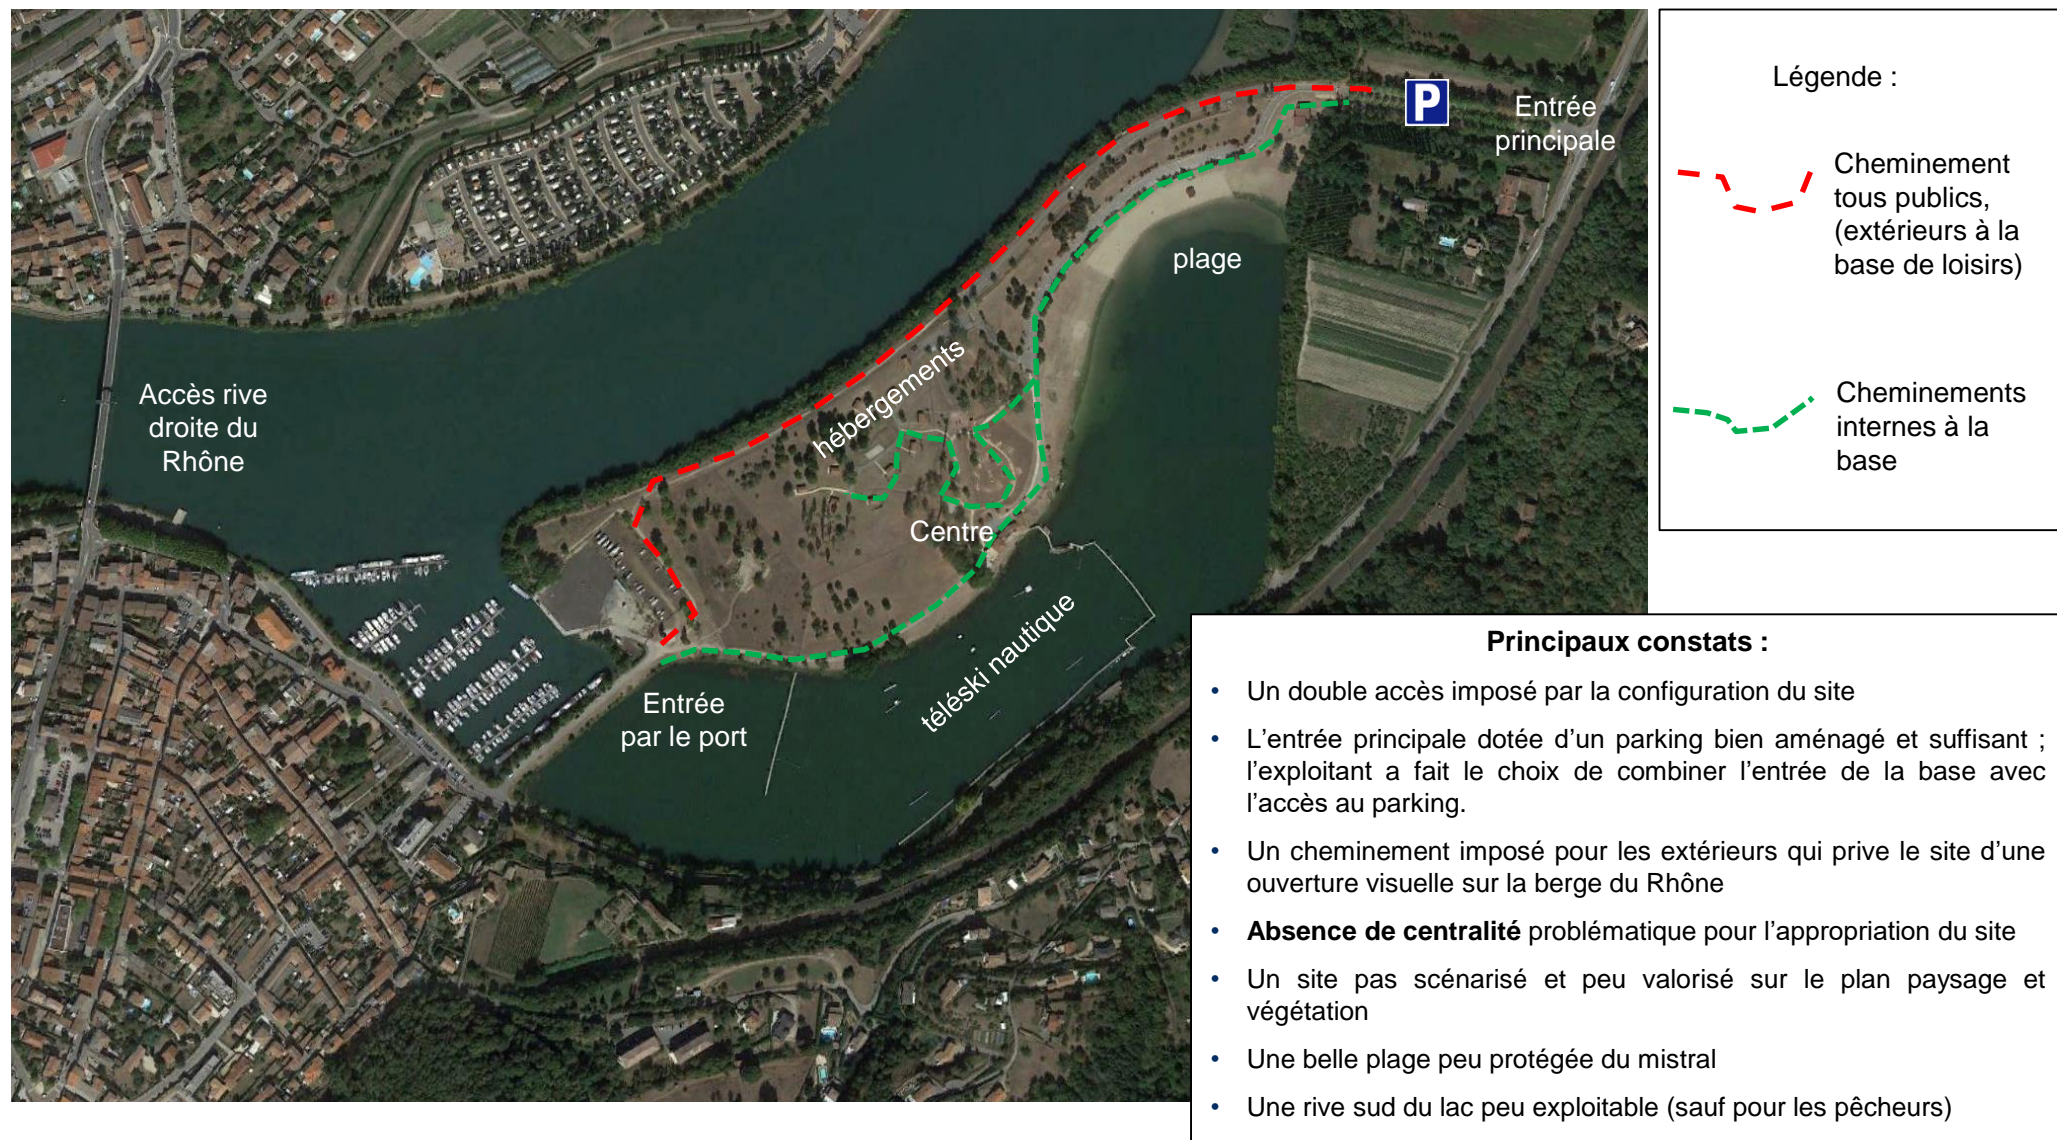 P
Entrée
principale
plage
Accès rive
droite du
Rhône
hébergements
Centre
téléski nautique
Entrée
par le port
Légende :
Cheminement
tous publics,
(extérieurs à la
base de loisirs)
Cheminements
internes à la
base
Principaux constats :
• Un double accès imposé par la configuration du site
• L’entrée principale dotée d’un parking bien aménagé et suffisant ;
l’exploitant a fait le choix de combiner l’entrée de la base avec
l’accès au parking.
• Un cheminement imposé pour les extérieurs qui prive le site d’une
ouverture visuelle sur la berge du Rhône
• Absence de centralité problématique pour l’appropriation du site
• Un site pas scénarisé et peu valorisé sur le plan paysage et
végétation
• Une belle plage peu protégée du mistral
• Une rive sud du lac peu exploitable (sauf pour les pêcheurs)